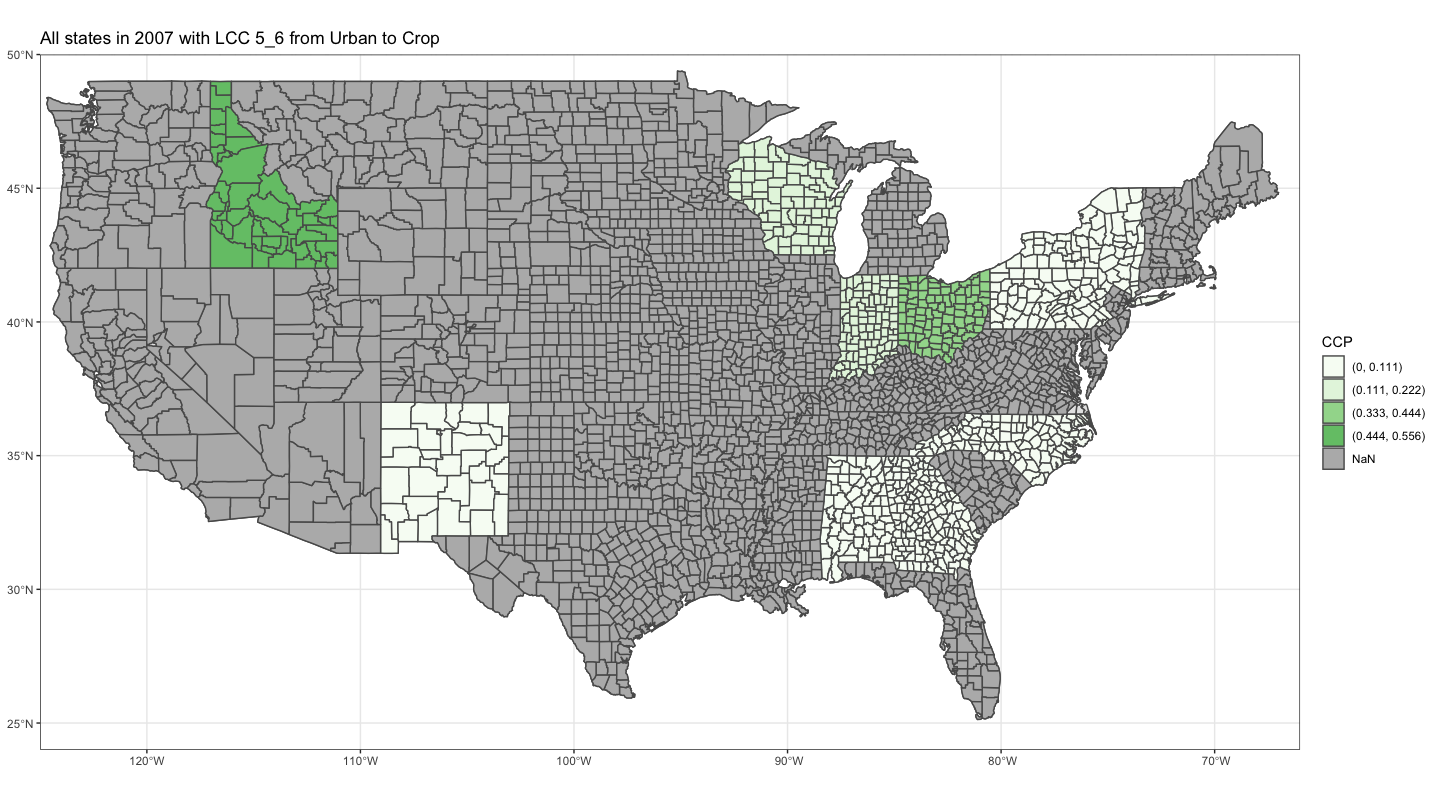 All states in 2007 with LCC 5_6 from Urban to Crop
50°N
45°N
40°N
35°N
30°N
25°N
120°W
110°W
100°W
90°W
80°W
70°W
CCP
(0, 0.111)
(0.111, 0.222)
(0.333, 0.444)
(0.444, 0.556)
NaN